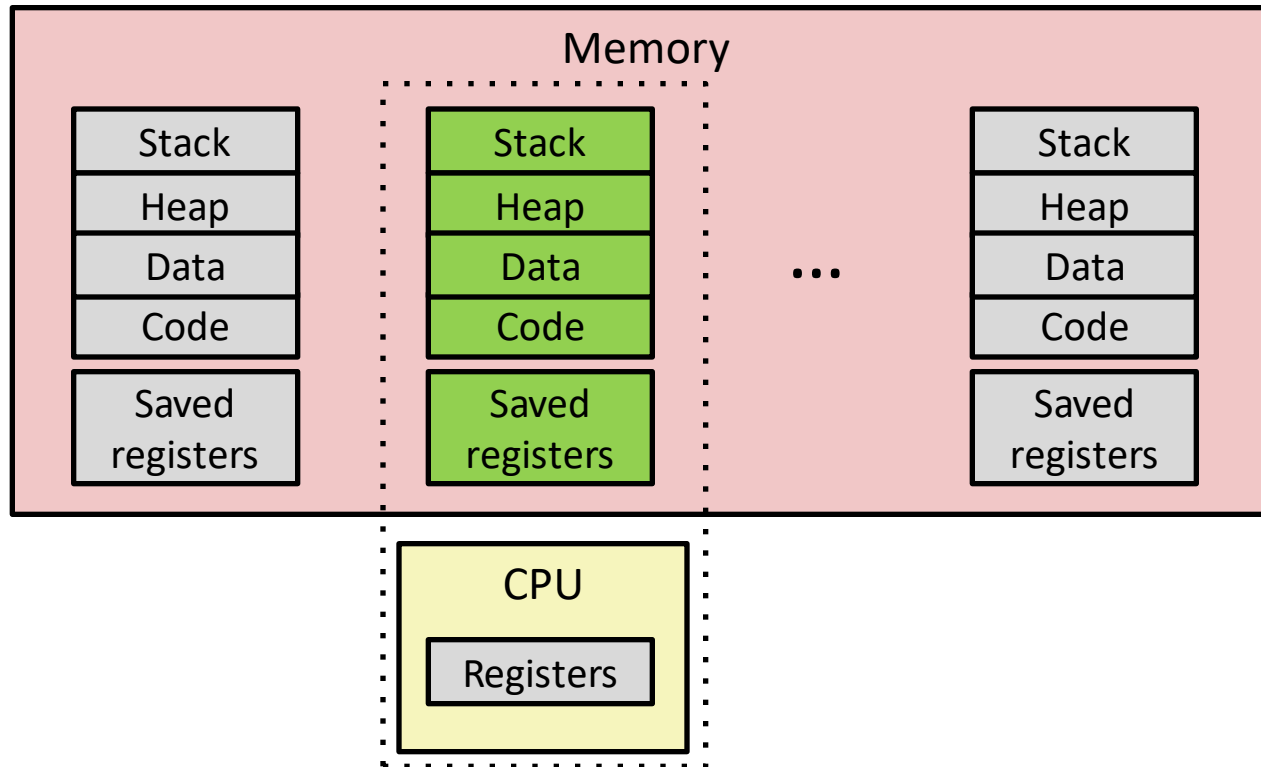 Memory
Stack
Heap
Data
Code
Saved
registers
Stack
Heap
Data
Code
Saved
registers
...
Stack
Heap
Data
Code
Saved
registers
CPU
Registers